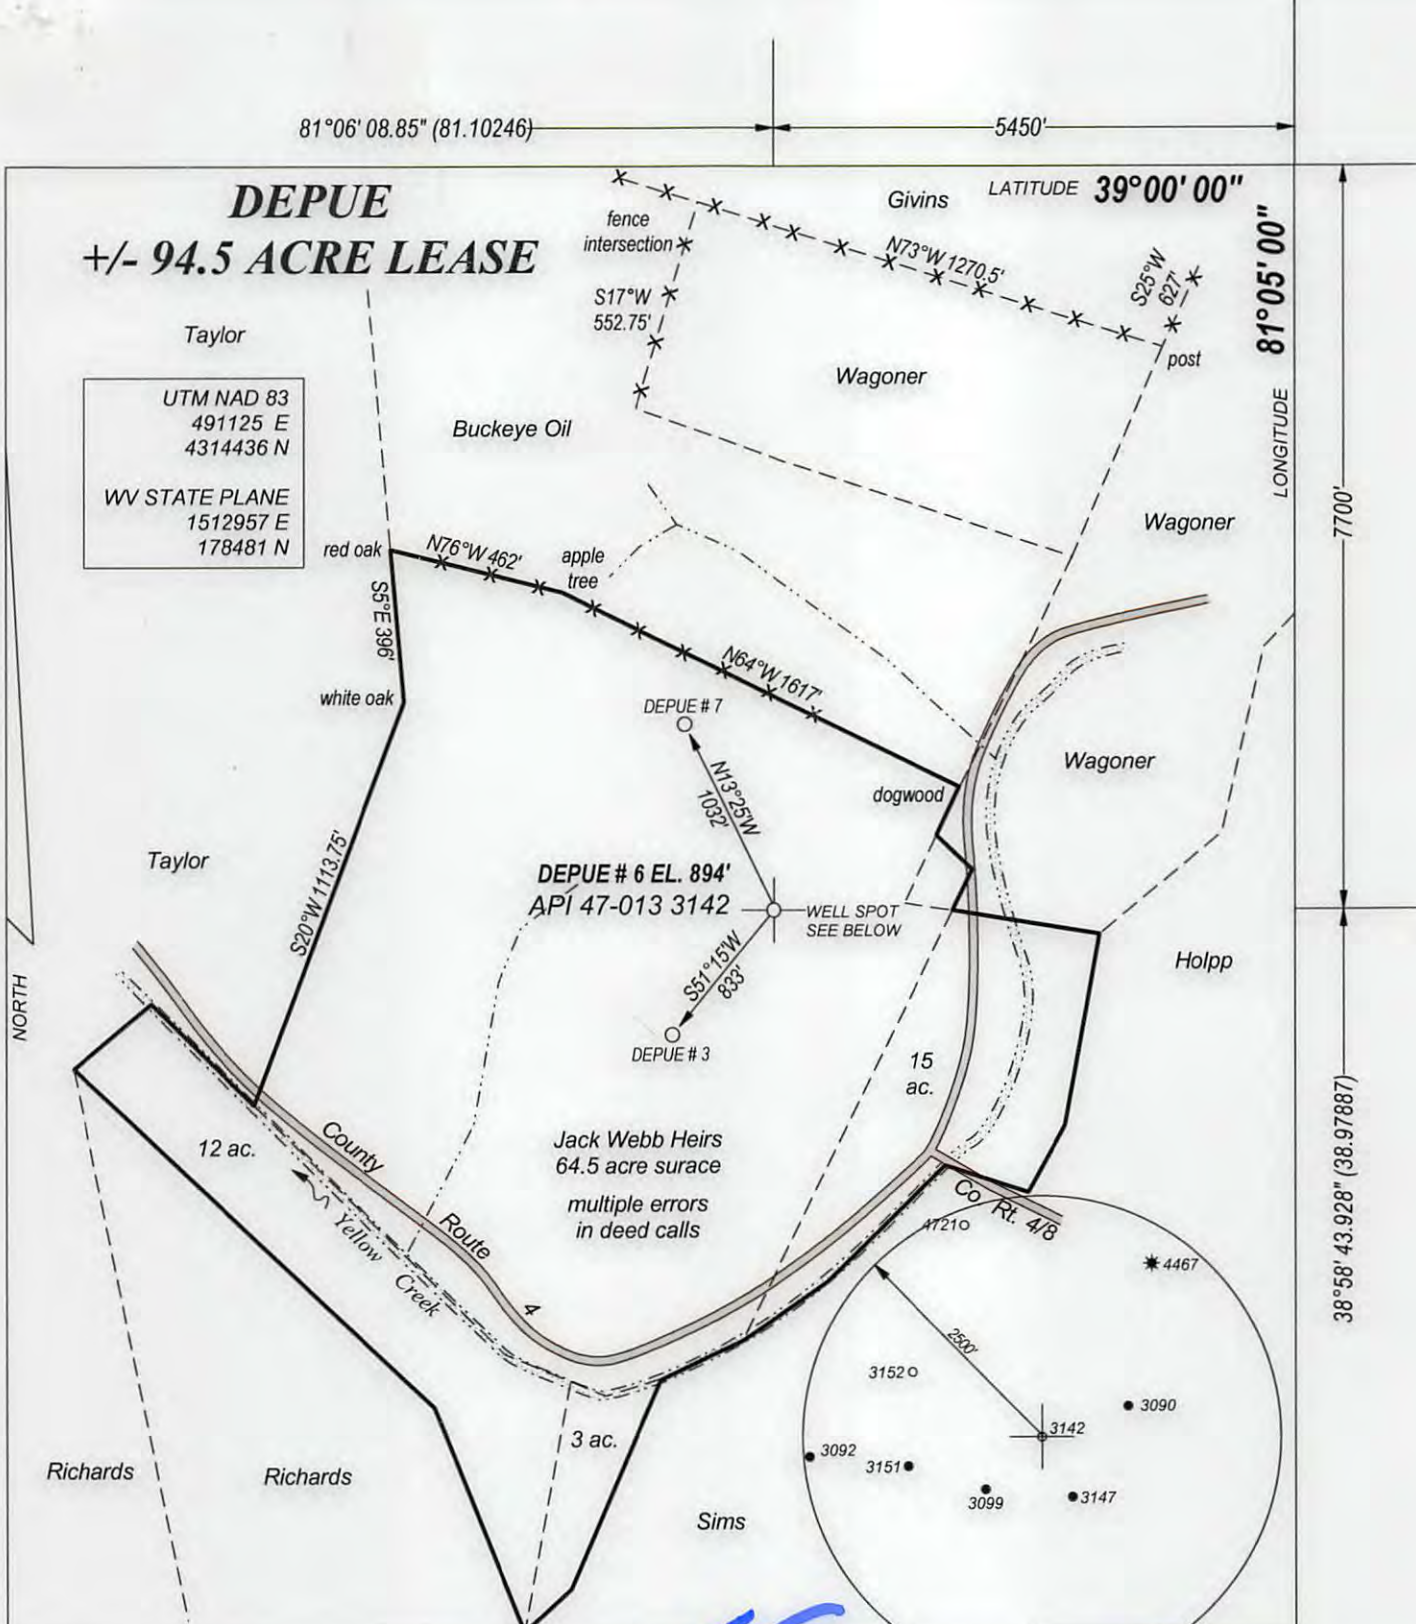 81°06' 08.85" (81.10246)
5450'
DEPUE
+/- 94.5 ACRE LEASE
LATITUDE 39°00' 00"
LONGITUDE 81°05' 00"
Givins
fence
intersection
N73°W 1270.5'
S25°W
627'
S17°W
552.75'
post
Taylor
Wagoner
UTM NAD 83
491125 E
4314436 N
WV STATE PLANE
1512957 E
178481 N
Buckeye Oil
Wagoner
7700'
red oak
N76°W 462'
apple
tree
S5°E 396'
white oak
N64°W 1617'
DEPUE # 7
Wagoner
dogwood
N13°25'W
1032'
Taylor
S20°W 1113.75'
DEPUE # 6 EL. 894'
API 47-013 3142
WELL SPOT
SEE BELOW
S51°15'W
833'
Holpp
NORTH
DEPUE # 3
15
ac.
38°58' 43.928" (38.97887)
12 ac.
County
Route
4
Jack Webb Heirs
64.5 acre surace
multiple errors
in deed calls
Yellow
Creek
Co. Rt. 4/8
4721
4467
2500'
3152
3090
3142
3 ac.
3092
3151
3099
3147
Richards
Richards
Sims